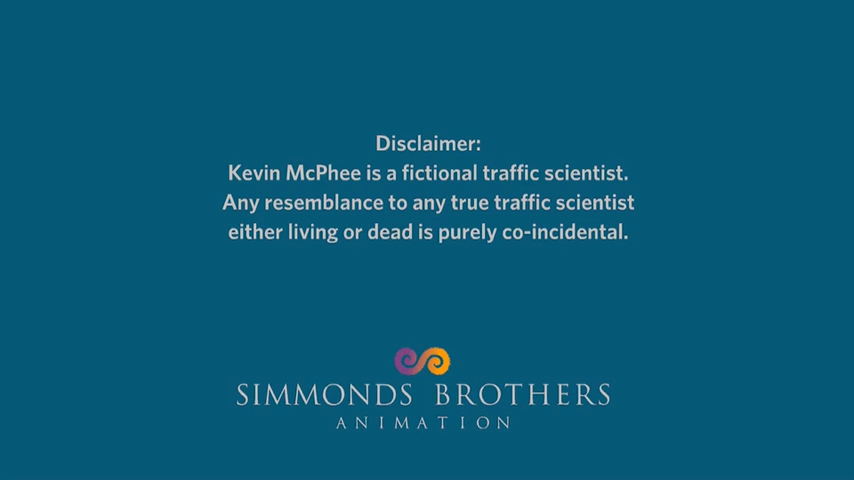 Disclaimer:
Kevin McPhee is a fictional traffic scientist.
Any resemblance to any true traffic scientist
either living or dead is purely co-incidental.
SIMMONDS BROTHERS
ANIMATION